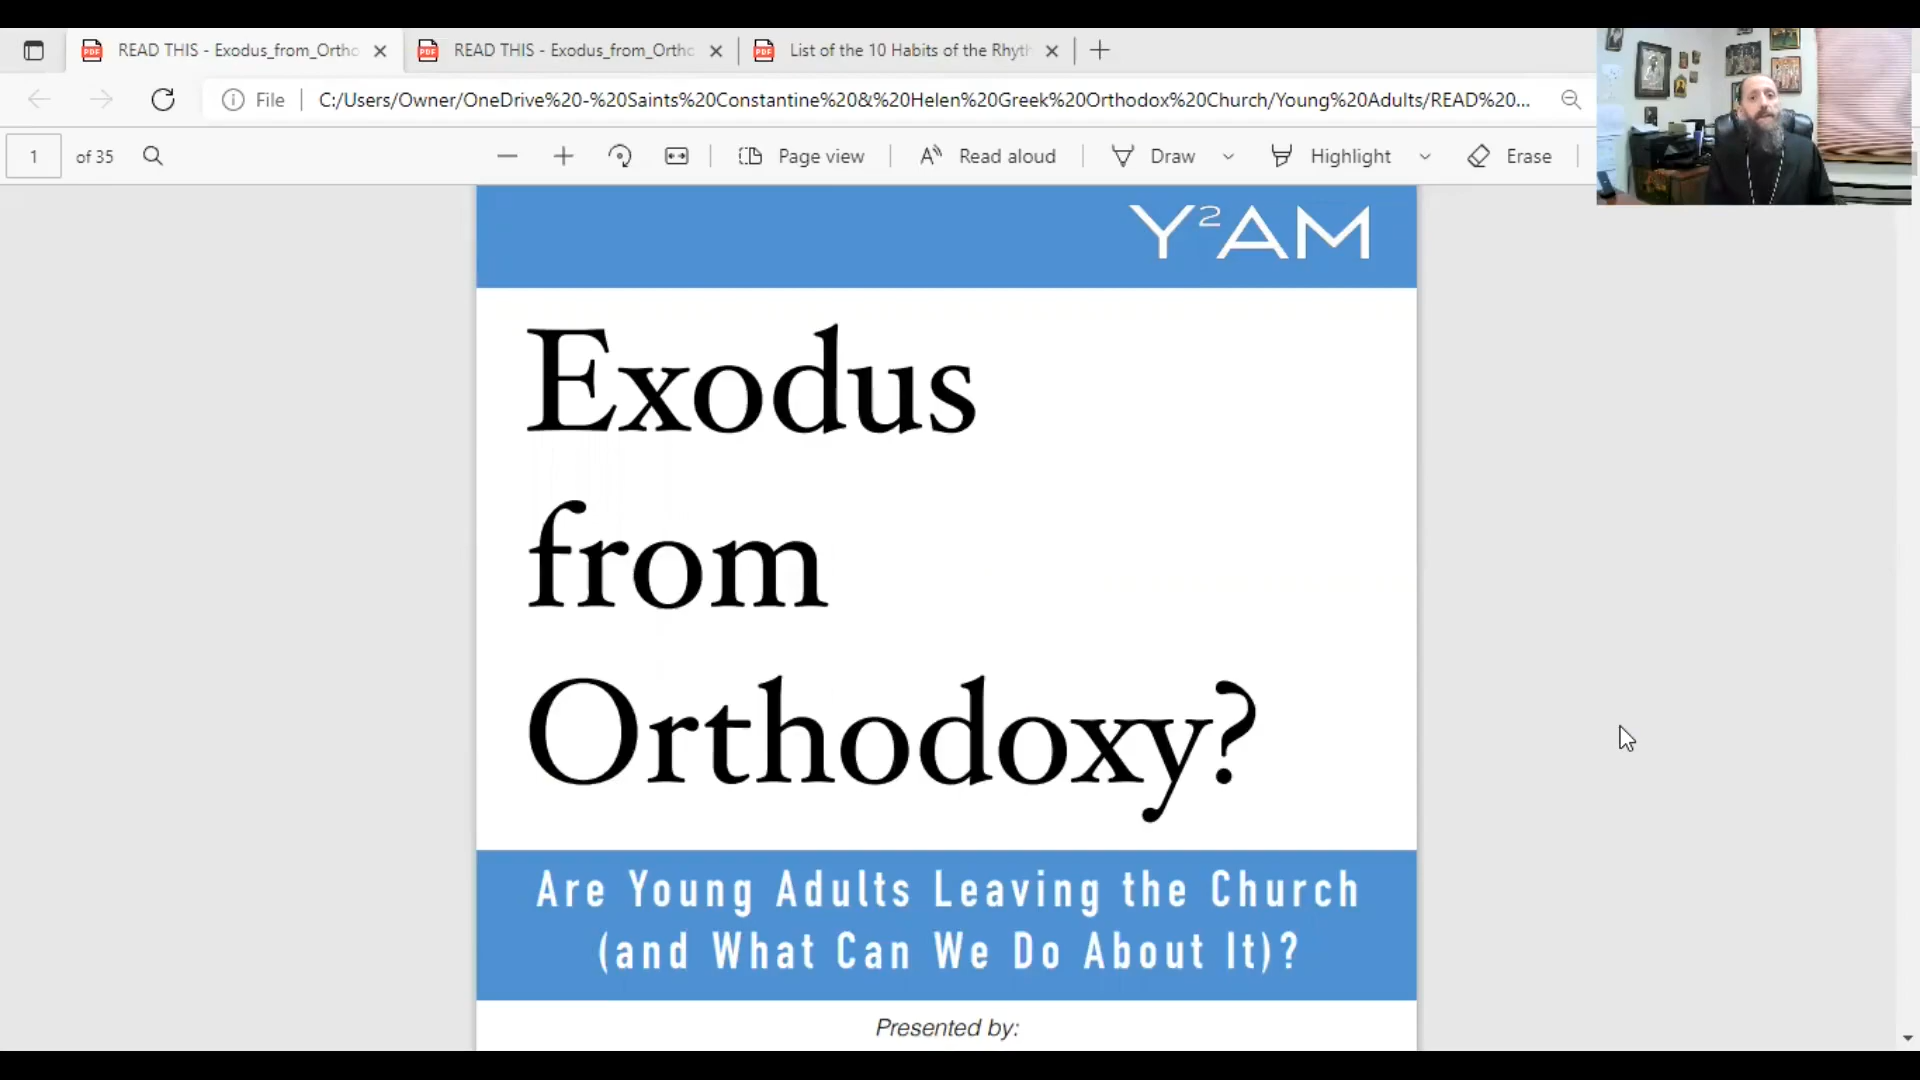 READ THIS - Exodus_from_Ortho
READ THIS - Exodus_from_Ortho
List of the 10 Habits of the Rhyth
File
C:/Users/Owner/OneDrive%20-%20Saints%20Constantine%20&%20Helen%20Greek%20Orthodox%20Church/Young%20Adults/READ%20...
1 of 35
Page view
Read aloud
Draw
Highlight
Erase
Y²AM
Exodus
from
Orthodoxy?
Are Young Adults Leaving the Church
(and What Can We Do About It)?
Presented by: